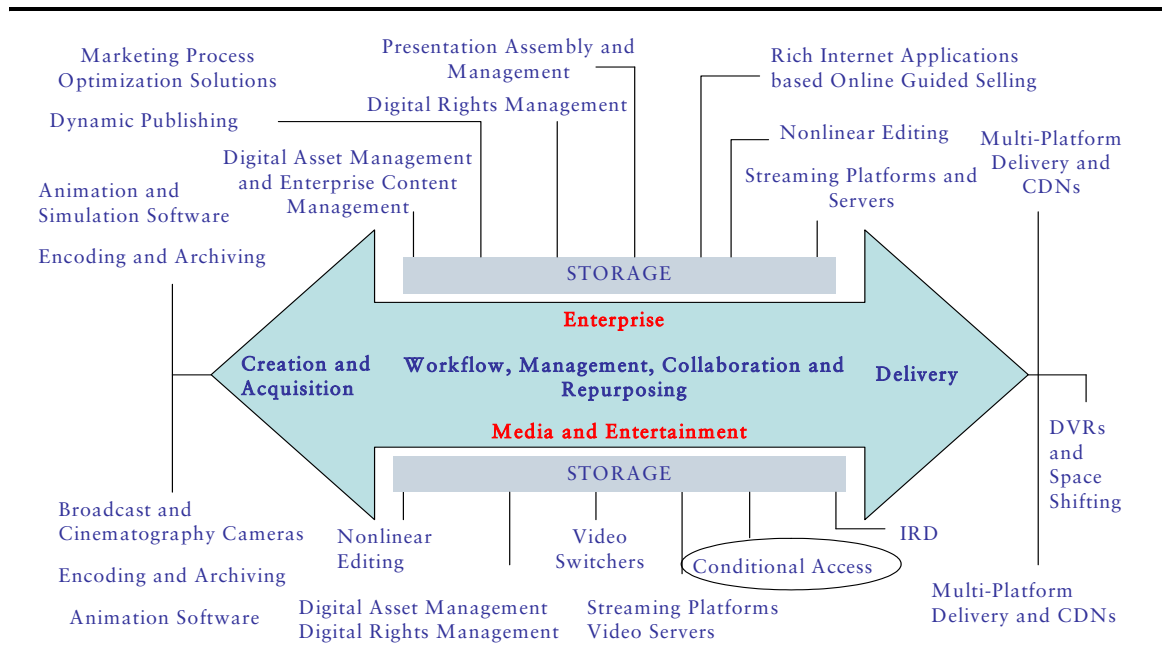 Marketing Process
Optimization Solutions
Dynamic Publishing
Animation and
Simulation Software
Encoding and Archiving
Presentation Assembly and
Management
Digital Rights Management
Digital Asset Management
and Enterprise Content
Management
Rich Internet Applications
based Online Guided Selling
Nonlinear Editing
Streaming Platforms and
Servers
Multi-Platform
Delivery and
CDNs
STORAGE
Enterprise
Creation and
Acquisition
Workflow, Management, Collaboration and
Repurposing
Delivery
Media and Entertainment
STORAGE
DVRs
and
Space
Shifting
Broadcast and
Cinematography Cameras
Encoding and Archiving
Animation Software
Nonlinear
Editing
Digital Asset Management
Digital Rights Management
Video
Switchers
Streaming Platforms
Video Servers
Conditional Access
IRD
Multi-Platform
Delivery and CDNs